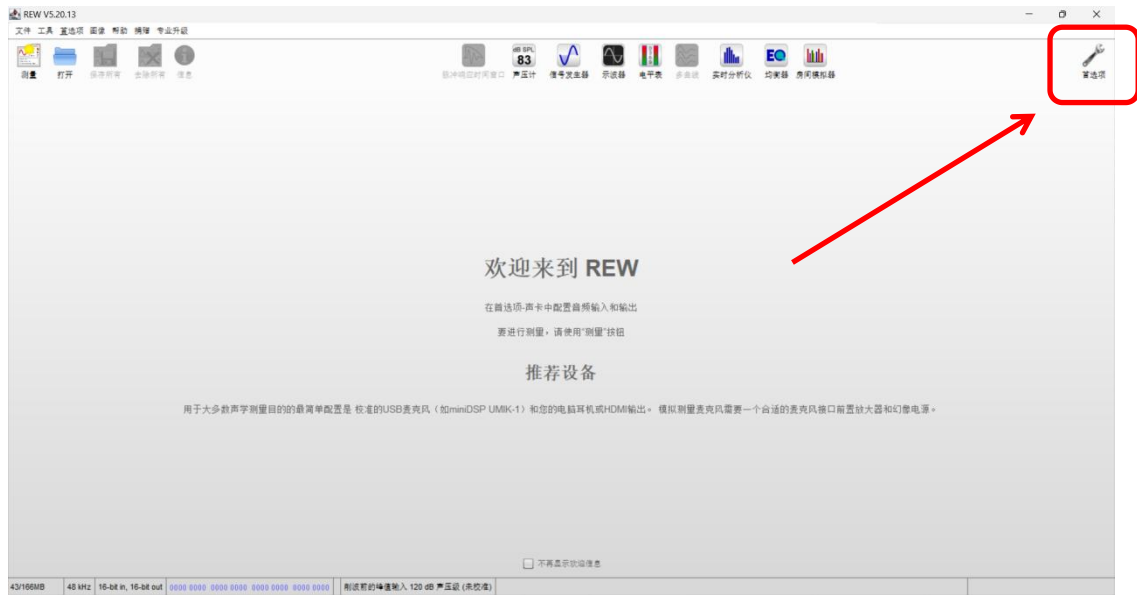 REW V5.20.13
文件 工具 首选项 图像 帮助 捐赠 专业升级
测量 打开 保存所有 去除所有 信息 脉冲响应时间窗口 dB SPL 83 声压计 信号发生器 示波器 电平表 多曲线 实时分析仪 EQ 均衡器 房间模拟器 首选项
欢迎来到 REW
在首选项-声卡中配置音频输入和输出
要进行测量，请使用"测量"按钮
推荐设备
用于大多数声学测量目的的最简单配置是 校准的USB麦克风（如miniDSP UMIK-1）和您的电脑耳机或HDMI输出。 模拟测量麦克风需要一个合适的麦克风接口前置放大器和幻像电源。
不再显示欢迎信息
43/166MB 48 kHz 16-bit in, 16-bit out 0000 0000 0000 0000 0000 0000 0000 0000 削波前的峰值输入 120 dB 声压级 (未校准)